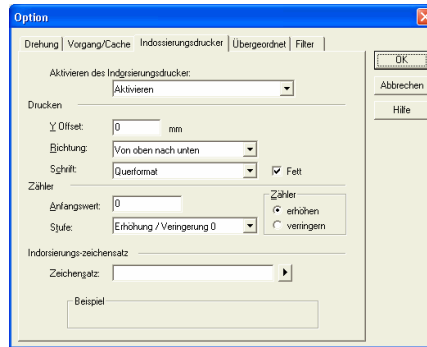 Option
Drehung Vorgang/Cache Indossierungsdrucker Übergeordnet Filter
OK
Abbrechen
Hilfe
Aktivieren des Indorsierungsdrucker:
Aktivieren
Drucken
Y Offset: 0 mm
Richtung: Von oben nach unten
Schrift: Querformat Fett
Zähler
Anfangswert: 0
Stufe: Erhöhung / Veringerung 0
Zähler
erhöhen
verringern
Indorsierungs-zeichensatz
Zeichensatz:
Beispiel